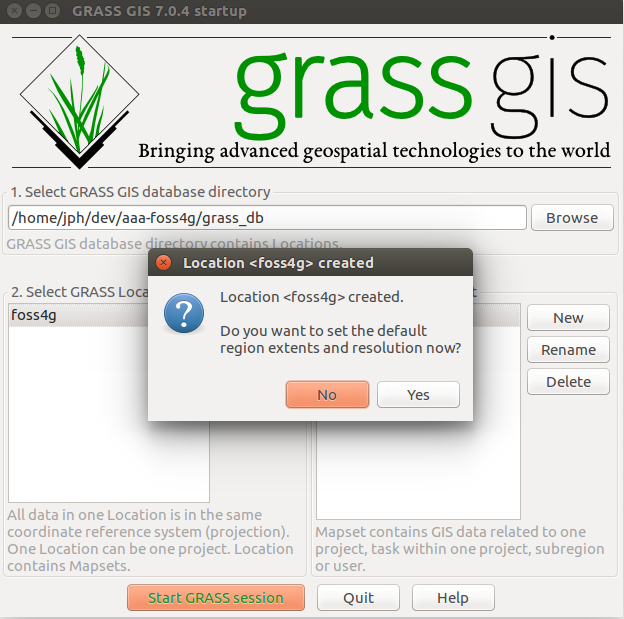 GRASS GIS 7.0.4 startup
grass gis
Bringing advanced geospatial technologies to the world
1. Select GRASS GIS database directory
/home/jph/dev/aaa-foss4g/grass_db
Browse
GRASS GIS database directory contains Locations.
Location <foss4g> created
2. Select GRASS Loca
t
foss4g
Location <foss4g> created.
Do you want to set the default
region extents and resolution now?
No
Yes
New
Rename
Delete
All data in one Location is in the same
coordinate reference system (projection).
One Location can be one project. Location
contains Mapsets.
Mapset contains GIS data related to one
project, task within one project, subregion
or user.
Start GRASS session
Quit
Help